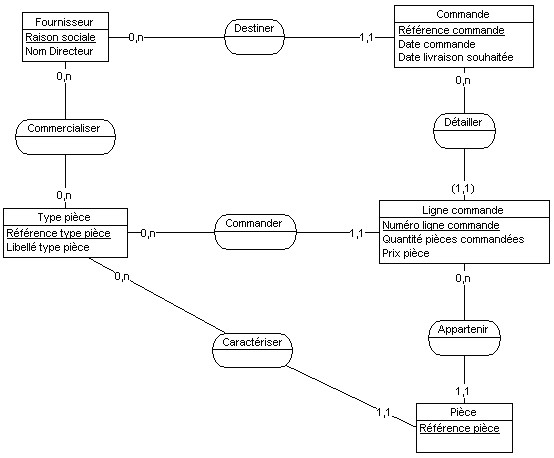 Fournisseur
Raison sociale
Nom Directeur
0,n
Destiner
1,1
Commande
Référence commande
Date commande
Date livraison souhaitée
0,n
Commercialiser
0,n
0,n
Détailler
(1,1)
Type pièce
Référence type pièce
Libellé type pièce
0,n
Commander
1,1
Ligne commande
Numéro ligne commande
Quantité pièces commandées
Prix pièce
0,n
Caractériser
1,1
0,n
Appartenir
1,1
Pièce
Référence pièce